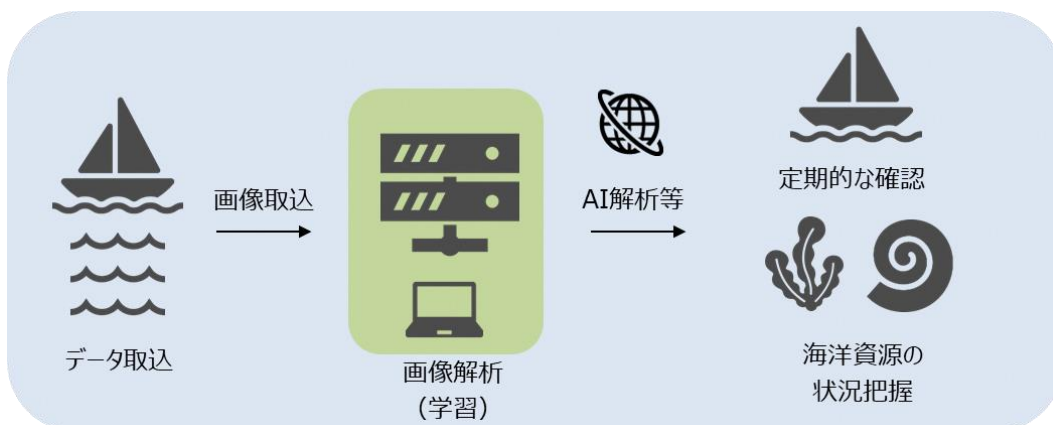 データ取込
画像取込
画像解析
(学習)
AI解析等
定期的な確認
海洋資源の
状況把握